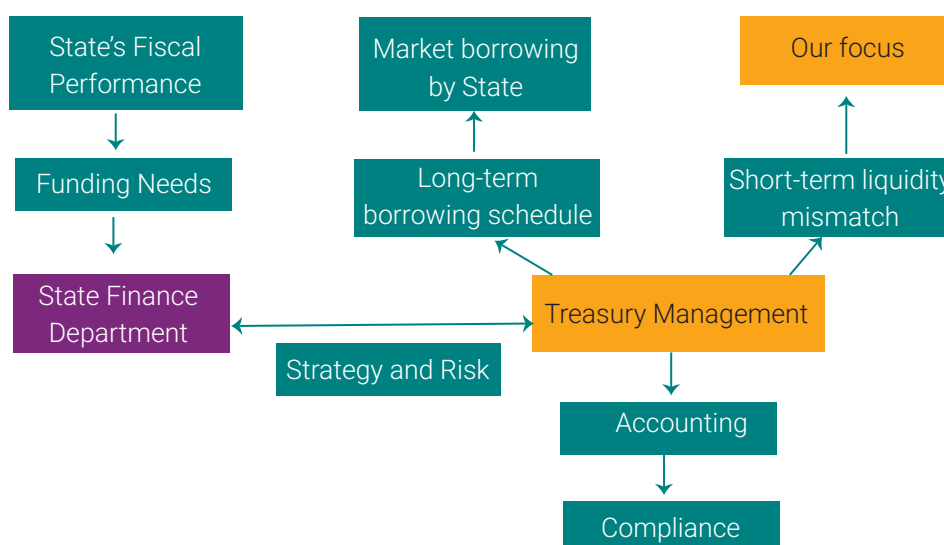 State’s Fiscal
Performance
Market borrowing
by State
Our focus
Funding Needs
Long-term
borrowing schedule
Short-term liquidity
mismatch
State Finance
Department
Treasury Management
Strategy and Risk
Accounting
Compliance